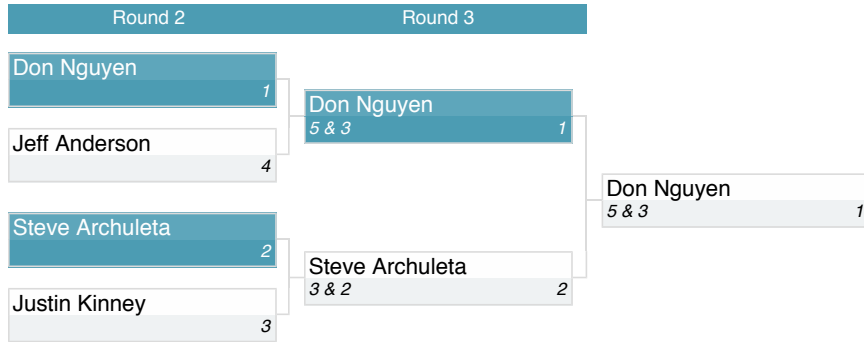 Round 2
Round 3
Don Nguyen
1
Jeff Anderson
4
Steve Archuleta
2
Justin Kinney
3
Don Nguyen
5 & 3 1
Steve Archuleta
3 & 2 2
Don Nguyen
5 & 3 1